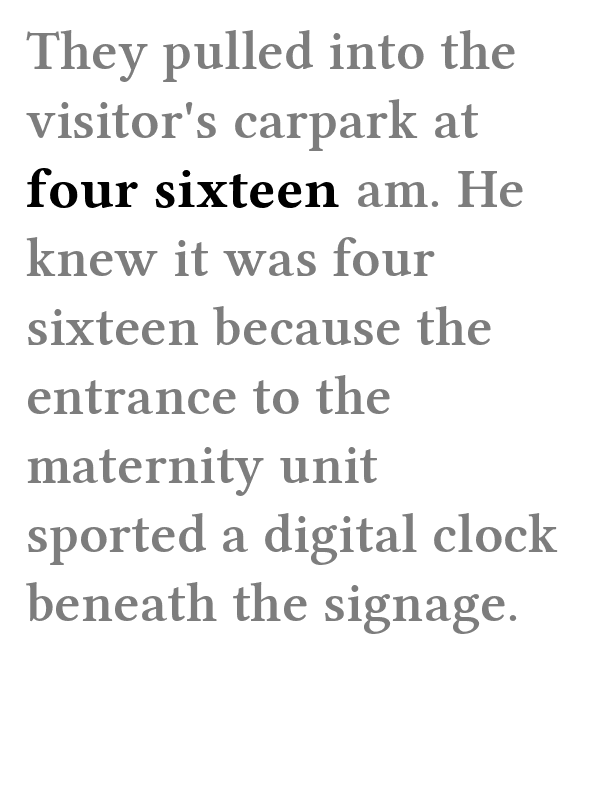 They pulled into the
visitor's carpark at
four sixteen am. He
knew it was four
sixteen because the
entrance to the
maternity unit
sported a digital clock
beneath the signage.